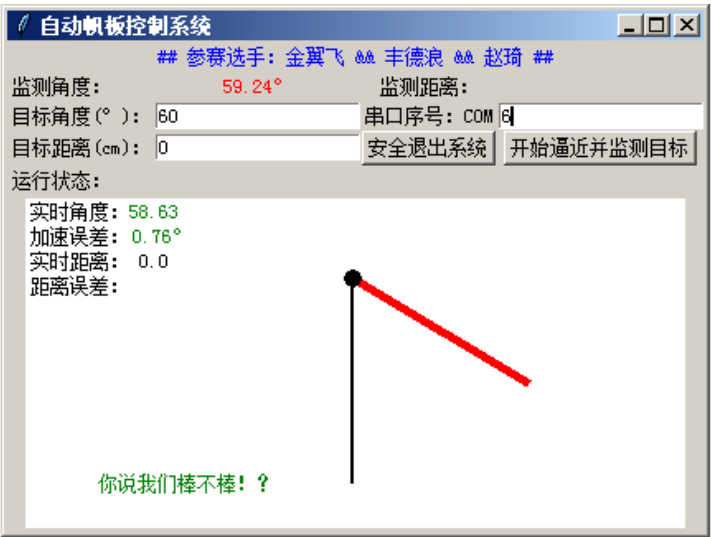 自动帆板控制系统
## 参赛选手: 金翼飞 && 丰德浪 && 赵琦 ##
监测角度: 59.24° 监测距离:
目标角度(° ): 60 串口序号: COM 6
目标距离(cm): 0 安全退出系统 开始逼近并监测目标
运行状态:
实时角度: 58.63
加速误差: 0.76°
实时距离: 0.0
距离误差:
你说我们棒不棒! ?